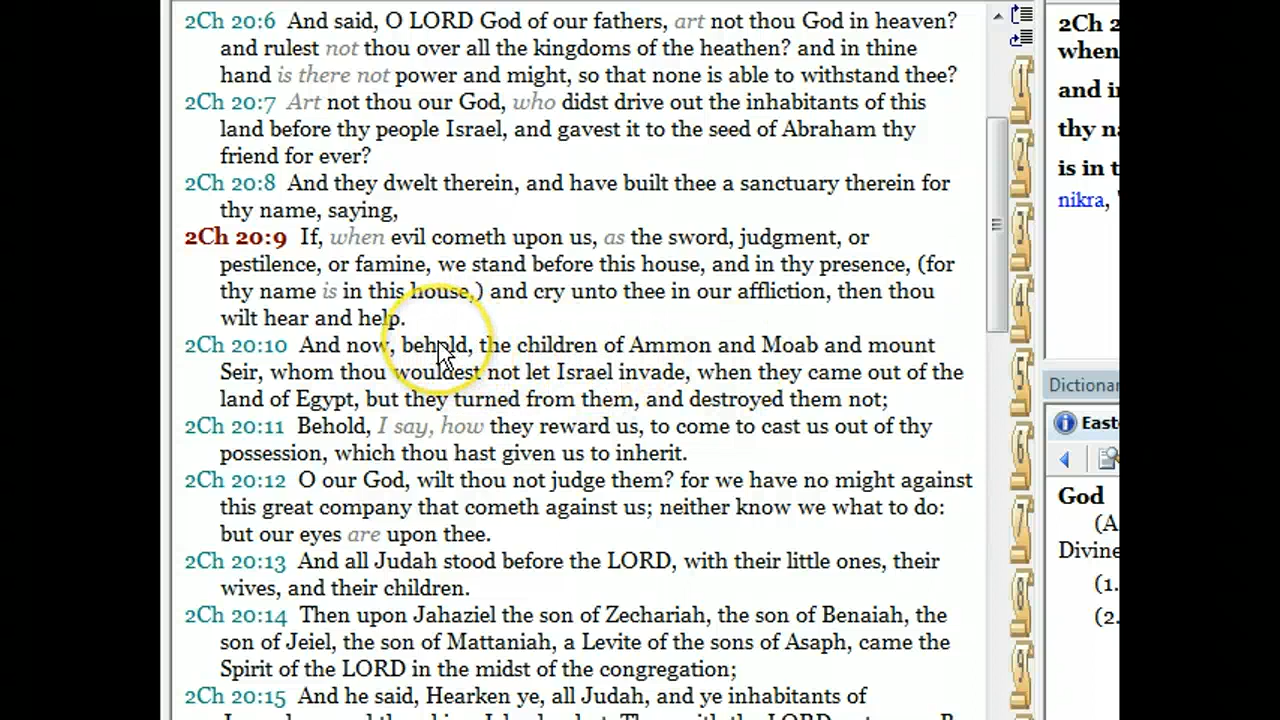 2Ch 20:6 And said, O LORD God of our fathers, art not thou God in heaven?
and rulest not thou over all the kingdoms of the heathen? and in thine
hand is there not power and might, so that none is able to withstand thee?
2Ch 20:7 Art not thou our God, who didst drive out the inhabitants of this
land before thy people Israel, and gavest it to the seed of Abraham thy
friend for ever?
2Ch 20:8 And they dwelt therein, and have built thee a sanctuary therein for
thy name, saying,
2Ch 20:9 If, when evil cometh upon us, as the sword, judgment, or
pestilence, or famine, we stand before this house, and in thy presence, (for
thy name is in this house,) and cry unto thee in our affliction, then thou
wilt hear and help.
2Ch 20:10 And now, behold, the children of Ammon and Moab and mount
Seir, whom thou wouldest not let Israel invade, when they came out of the
land of Egypt, but they turned from them, and destroyed them not;
2Ch 20:11 Behold, I say, how they reward us, to come to cast us out of thy
possession, which thou hast given us to inherit.
2Ch 20:12 O our God, wilt thou not judge them? for we have no might against
this great company that cometh against us; neither know we what to do:
but our eyes are upon thee.
2Ch 20:13 And all Judah stood before the LORD, with their little ones, their
wives, and their children.
2Ch 20:14 Then upon Jahaziel the son of Zechariah, the son of Benaiah, the
son of Jeiel, the son of Mattaniah, a Levite of the sons of Asaph, came the
Spirit of the LORD in the midst of the congregation;
2Ch 20:15 And he said, Hearken ye, all Judah, and ye inhabitants of
1
2
3
4
5
6
7
8
9
2Ch 2
when
and i
thy n
is in t
nikra,
Dictionar
East
God
(A
Divin
(1.
(2.